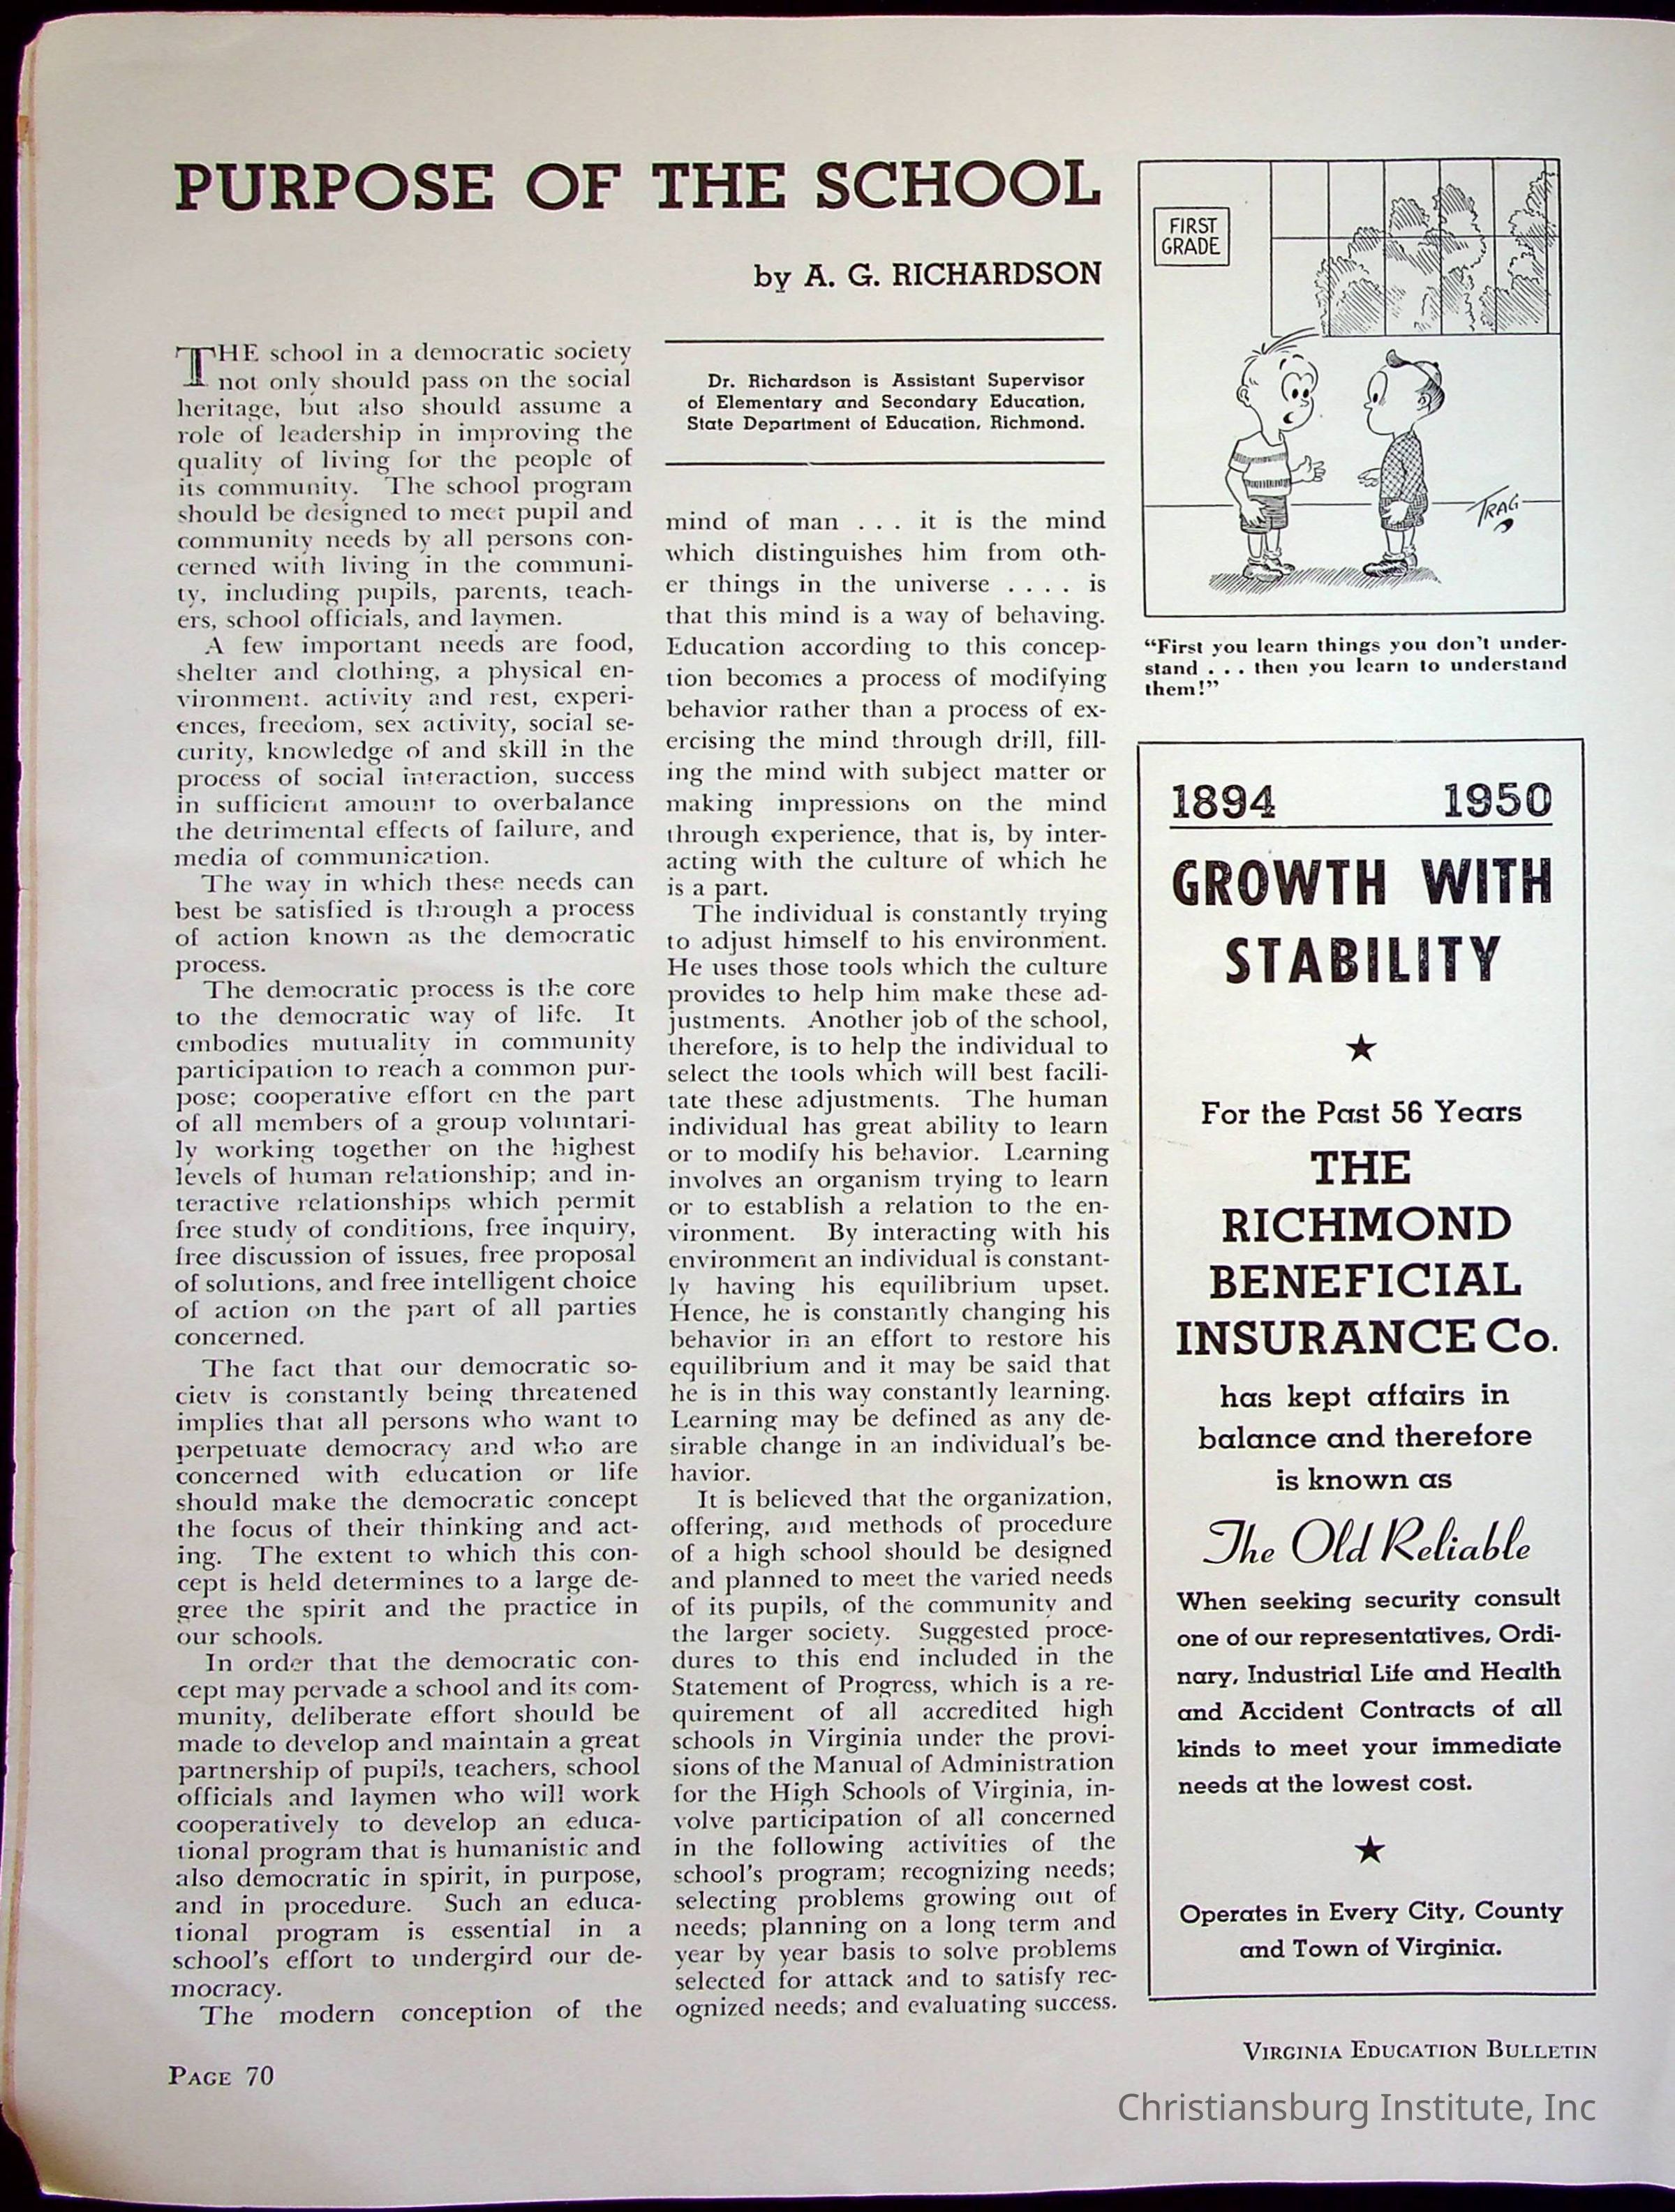 PURPOSE OF THE SCHOOL
by A. G. RICHARDSON
THE school in a democratic society
not only should pass on the social
heritage, but also should assume a
role of leadership in improving the
quality of living for the people of
its community. The school program
should be designed to meet pupil and
community needs by all persons con-
cerned with living in the communi-
ty, including pupils, parents, teach-
ers, school officials, and laymen.
A few important needs are food,
shelter and clothing, a physical en-
vironment. activity and rest, experi-
ences, freedom, sex activity, social se-
curity, knowledge of and skill in the
process of social interaction, success
in sufficient amount to overbalance
the detrimental effects of failure, and
media of communication.
The way in which these needs can
best be satisfied is through a process
of action known as the democratic
process.
The democratic process is the core
to the democratic way of life. It
embodies mutuality in community
participation to reach a common pur-
pose; cooperative effort on the part
of all members of a group voluntari-
ly working together on the highest
levels of human relationship; and in-
teractive relationships which permit
free study of conditions, free inquiry,
free discussion of issues, free proposal
of solutions, and free intelligent choice
of action on the part of all parties
concerned.
The fact that our democratic so-
ciety is constantly being threatened
implies that all persons who want to
perpetuate democracy and who are
concerned with education or life
should make the democratic concept
the focus of their thinking and act-
ing. The extent to which this con-
cept is held determines to a large de-
gree the spirit and the practice in
our schools.
In order that the democratic con-
cept may pervade a school and its com-
munity, deliberate effort should be
made to develop and maintain a great
partnership of pupils, teachers, school
officials and laymen who will work
cooperatively to develop an educa-
tional program that is humanistic and
also democratic in spirit, in purpose,
and in procedure. Such an educa-
tional program is essential in a
school's effort to undergird our de-
mocracy.
The modern conception of the
Dr. Richardson is Assistant Supervisor
of Elementary and Secondary Education,
State Department of Education, Richmond.
mind of man . . . it is the mind
which distinguishes him from oth-
er things in the universe . . . . is
that this mind is a way of behaving.
Education according to this concep-
tion becomes a process of modifying
behavior rather than a process of ex-
ercising the mind through drill, fill-
ing the mind with subject matter or
making impressions on the mind
through experience, that is, by inter-
acting with the culture of which he
is a part.
The individual is constantly trying
to adjust himself to his environment.
He uses those tools which the culture
provides to help him make these ad-
justments. Another job of the school,
therefore, is to help the individual to
select the tools which will best facili-
tate these adjustments. The human
individual has great ability to learn
or to modify his behavior. Learning
involves an organism trying to learn
or to establish a relation to the en-
vironment. By interacting with his
environment an individual is constant-
ly having his equilibrium upset.
Hence, he is constantly changing his
behavior in an effort to restore his
equilibrium and it may be said that
he is in this way constantly learning.
Learning may be defined as any de-
sirable change in an individual's be-
havior.
It is believed that the organization,
offering, and methods of procedure
of a high school should be designed
and planned to meet the varied needs
of its pupils, of the community and
the larger society. Suggested proce-
dures to this end included in the
Statement of Progress, which is a re-
quirement of all accredited high
schools in Virginia under the provi-
sions of the Manual of Administration
for the High Schools of Virginia, in-
volve participation of all concerned
in the following activities of the
school's program; recognizing needs;
selecting problems growing out of
needs; planning on a long term and
year by year basis to solve problems
selected for attack and to satisfy rec-
ognized needs; and evaluating success.
FIRST
GRADE
TRAG
"First you learn things you don't under-
stand . . . then you learn to understand
them!"
1894 1950
GROWTH WITH
STABILITY
★
For the Past 56 Years
THE
RICHMOND
BENEFICIAL
INSURANCE Co.
has kept affairs in
balance and therefore
is known as
The Old Reliable
When seeking security consult
one of our representatives, Ordi-
nary, Industrial Life and Health
and Accident Contracts of all
kinds to meet your immediate
needs at the lowest cost.
★
Operates in Every City, County
and Town of Virginia.
VIRGINIA EDUCATION BULLETIN
PAGE 70
Christiansburg Institute, Inc